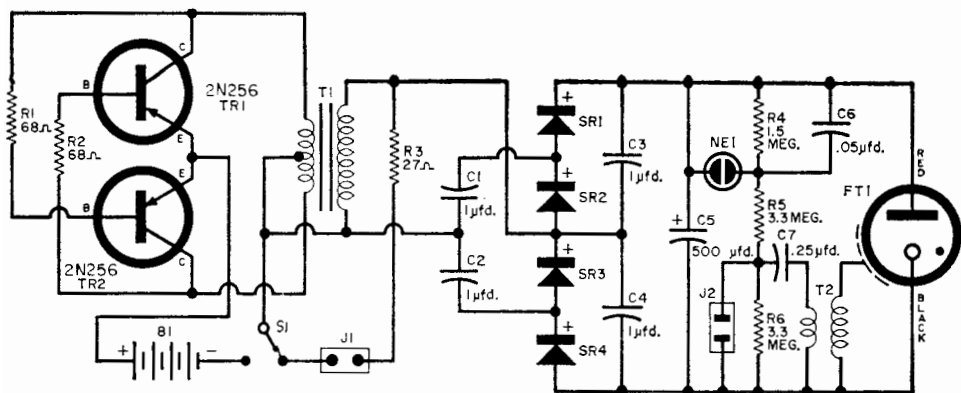 C
B
2N256
TR1
E
R1
68Ω
R2
68Ω
E
B
2N256
TR2
C
B1
+
−
S1
J1
T1
R3
27Ω
C1
1µfd.
C2
1µfd.
+
SR1
+
SR2
+
SR3
+
SR4
C3
1µfd.
C4
1µfd.
NE1
+
C5
500 µfd.
R4
1.5
MEG.
C6
.05µfd.
R5
3.3 MEG.
C7
.25µfd.
J2
R6
3.3
MEG.
T2
FT1
RED
BLACK